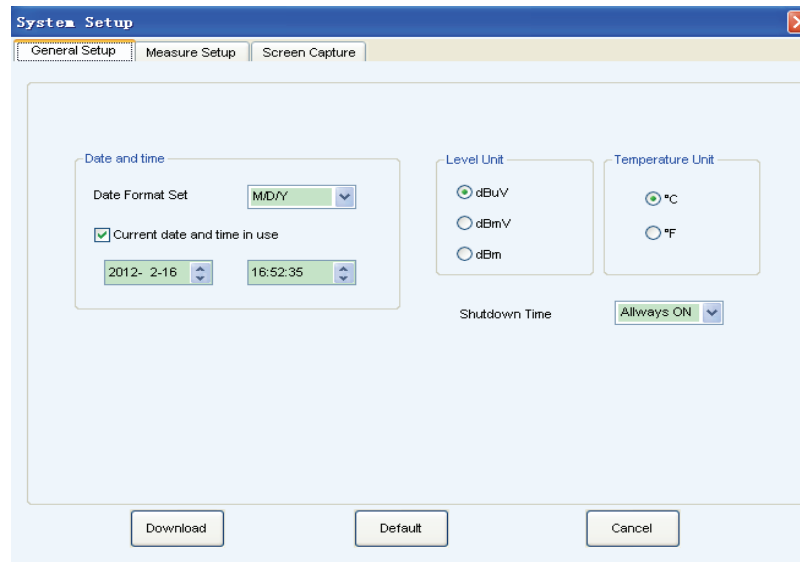 System Setup
General Setup Measure Setup Screen Capture
Date and time
Date Format Set M/D/Y
Current date and time in use
2012- 2-16 16:52:35
Level Unit
dBuV
dBmV
dBm
Temperature Unit
°C
°F
Shutdown Time Allways ON
Download Default Cancel